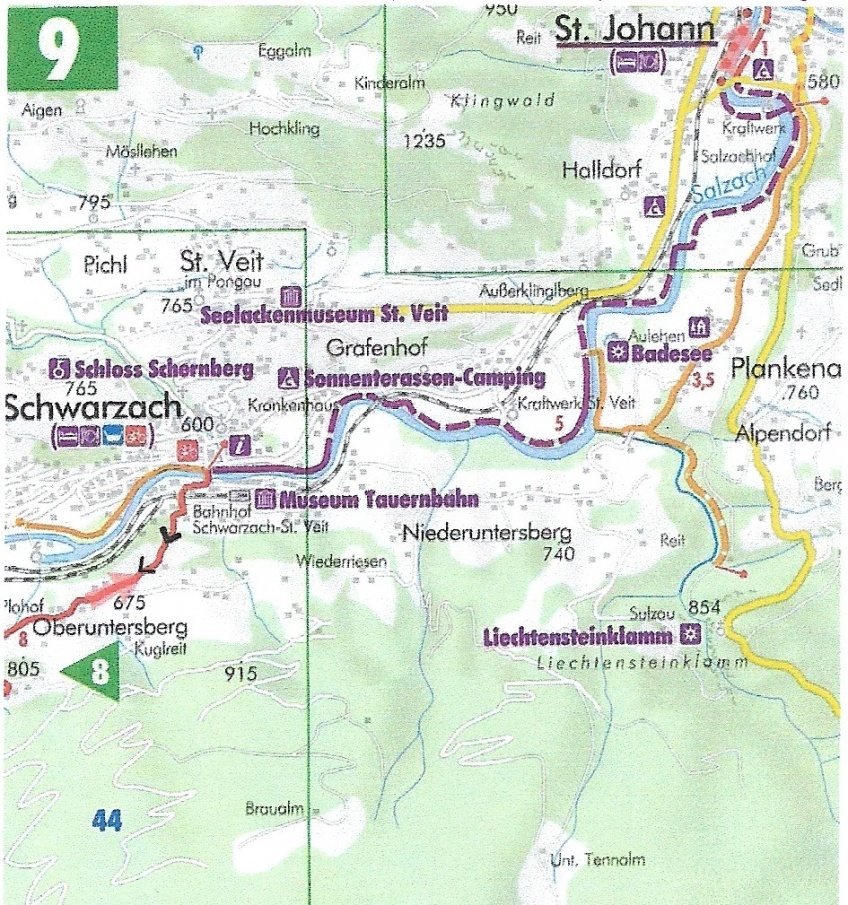 9
950
Reit
St. Johann
1
Eggalm
Kinderalm
580
Aigen
Klingwald
Hochkling
Kraftwerk
Möslehen
1235
Salzachhof
Halldorf
Salzach
795
Grub
Pichl
St. Veit
im Pongau
765
Seelackenmuseum St. Veit
Außerklinglberg
Grafenhof
Aulehen
Badesee
Schloss Schernberg
765
Sonnenterassen-Camping
3,5
Plankena
760
Schwarzach
Krankenhaus
Kraftwerk St. Veit
600
i
5
Alpendorf
Berg
Museum Tauernbahn
Bahnhof
Schwarzach-St. Veit
Niederuntersberg
740
Reit
Wiederriesen
675
Plohof
Oberuntersberg
8
Kuglreit
Sulzau
854
Liechtensteinklamm
Liechtensteinklamm
805
8
915
44
Braualm
Unt. Tennalm